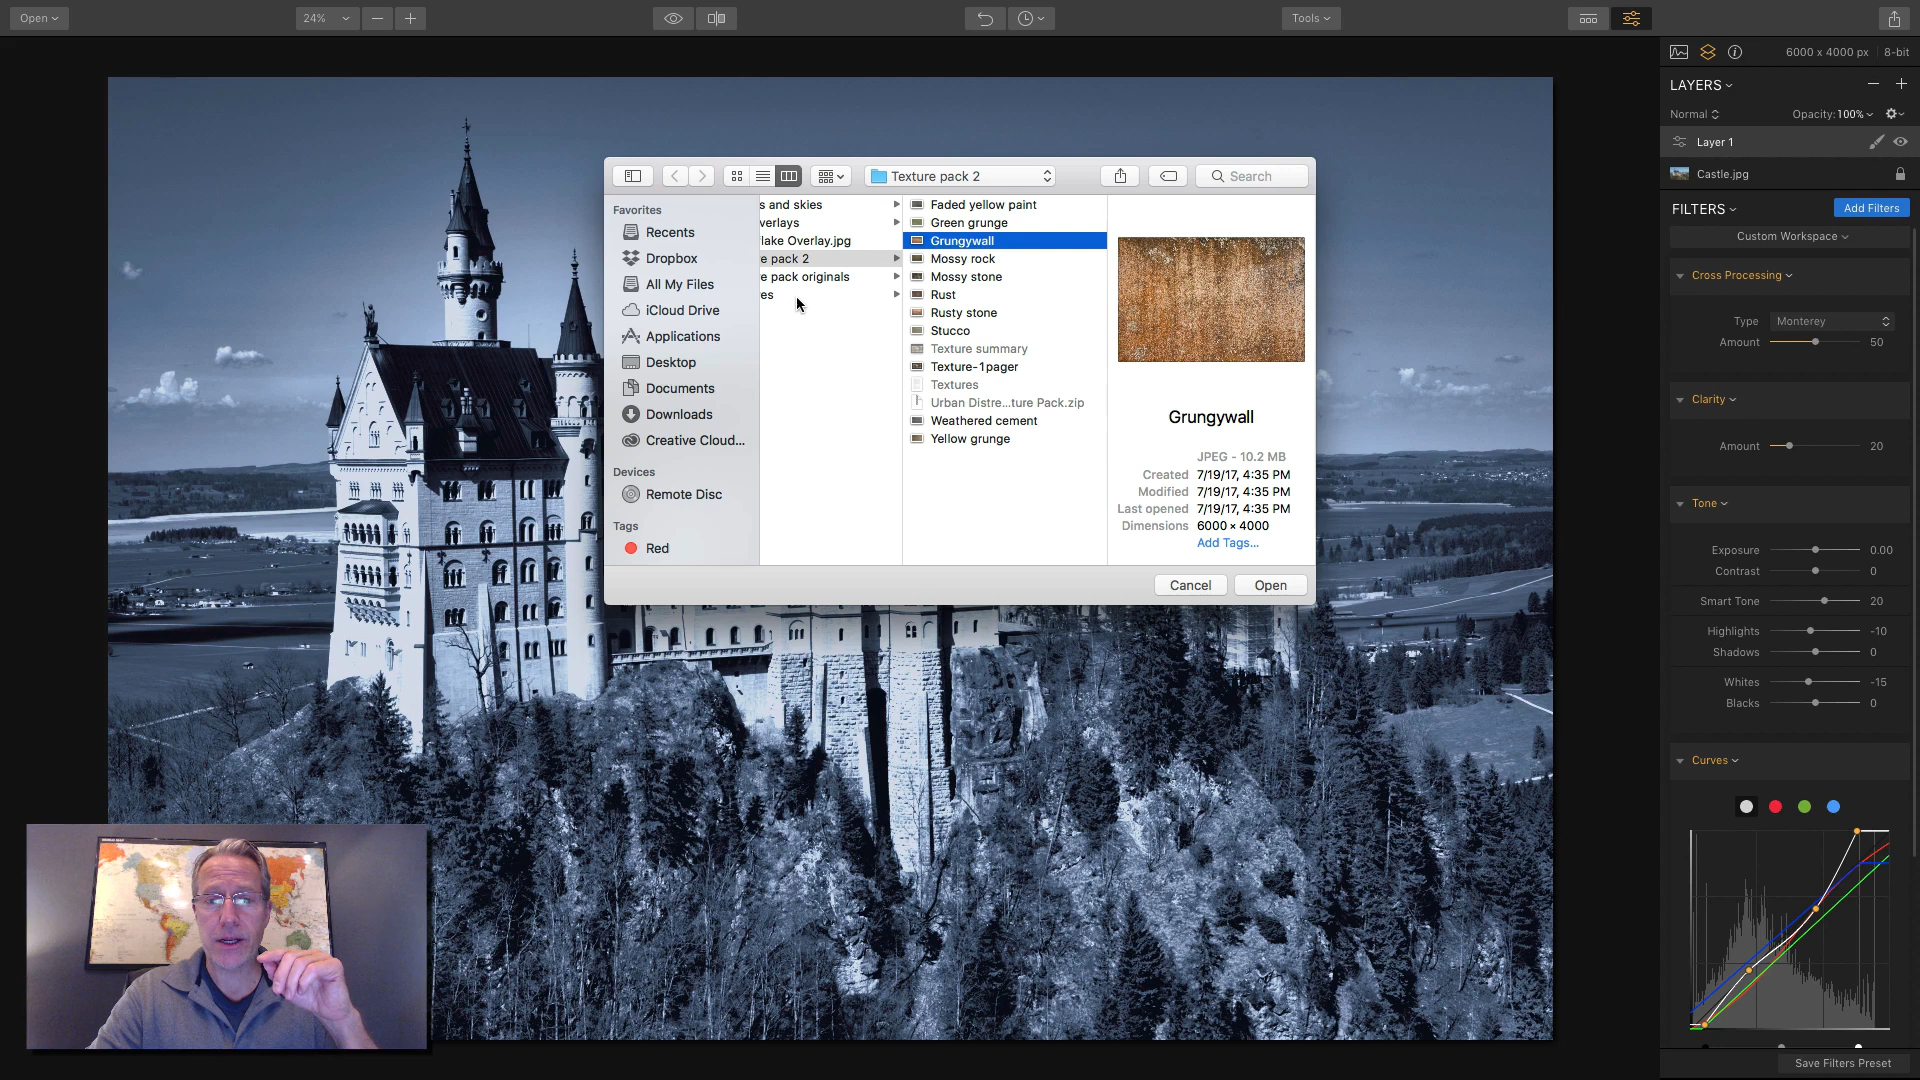 Open
24%
Tools
6000 x 4000 px
8-bit
LAYERS
Normal
Opacity: 100%
Layer 1
Castle.jpg
FILTERS
Add Filters
Custom Workspace
Cross Processing
Type
Monterey
Amount
50
Clarity
Amount
20
Tone
Exposure
0.00
Contrast
0
Smart Tone
20
Highlights
-10
Shadows
0
Whites
-15
Blacks
0
Curves
Save Filters Preset
Texture pack 2
Search
Favorites
Recents
Dropbox
All My Files
iCloud Drive
Applications
Desktop
Documents
Downloads
Creative Cloud...
Devices
Remote Disc
Tags
Red
s and skies
verlays
lake Overlay.jpg
e pack 2
e pack originals
es
Faded yellow paint
Green grunge
Grungywall
Mossy rock
Mossy stone
Rust
Rusty stone
Stucco
Texture summary
Texture-1pager
Textures
Urban Distre...ture Pack.zip
Weathered cement
Yellow grunge
Grungywall
JPEG - 10.2 MB
Created 7/19/17, 4:35 PM
Modified 7/19/17, 4:35 PM
Last opened 7/19/17, 4:35 PM
Dimensions 6000 × 4000
Add Tags...
Cancel
Open